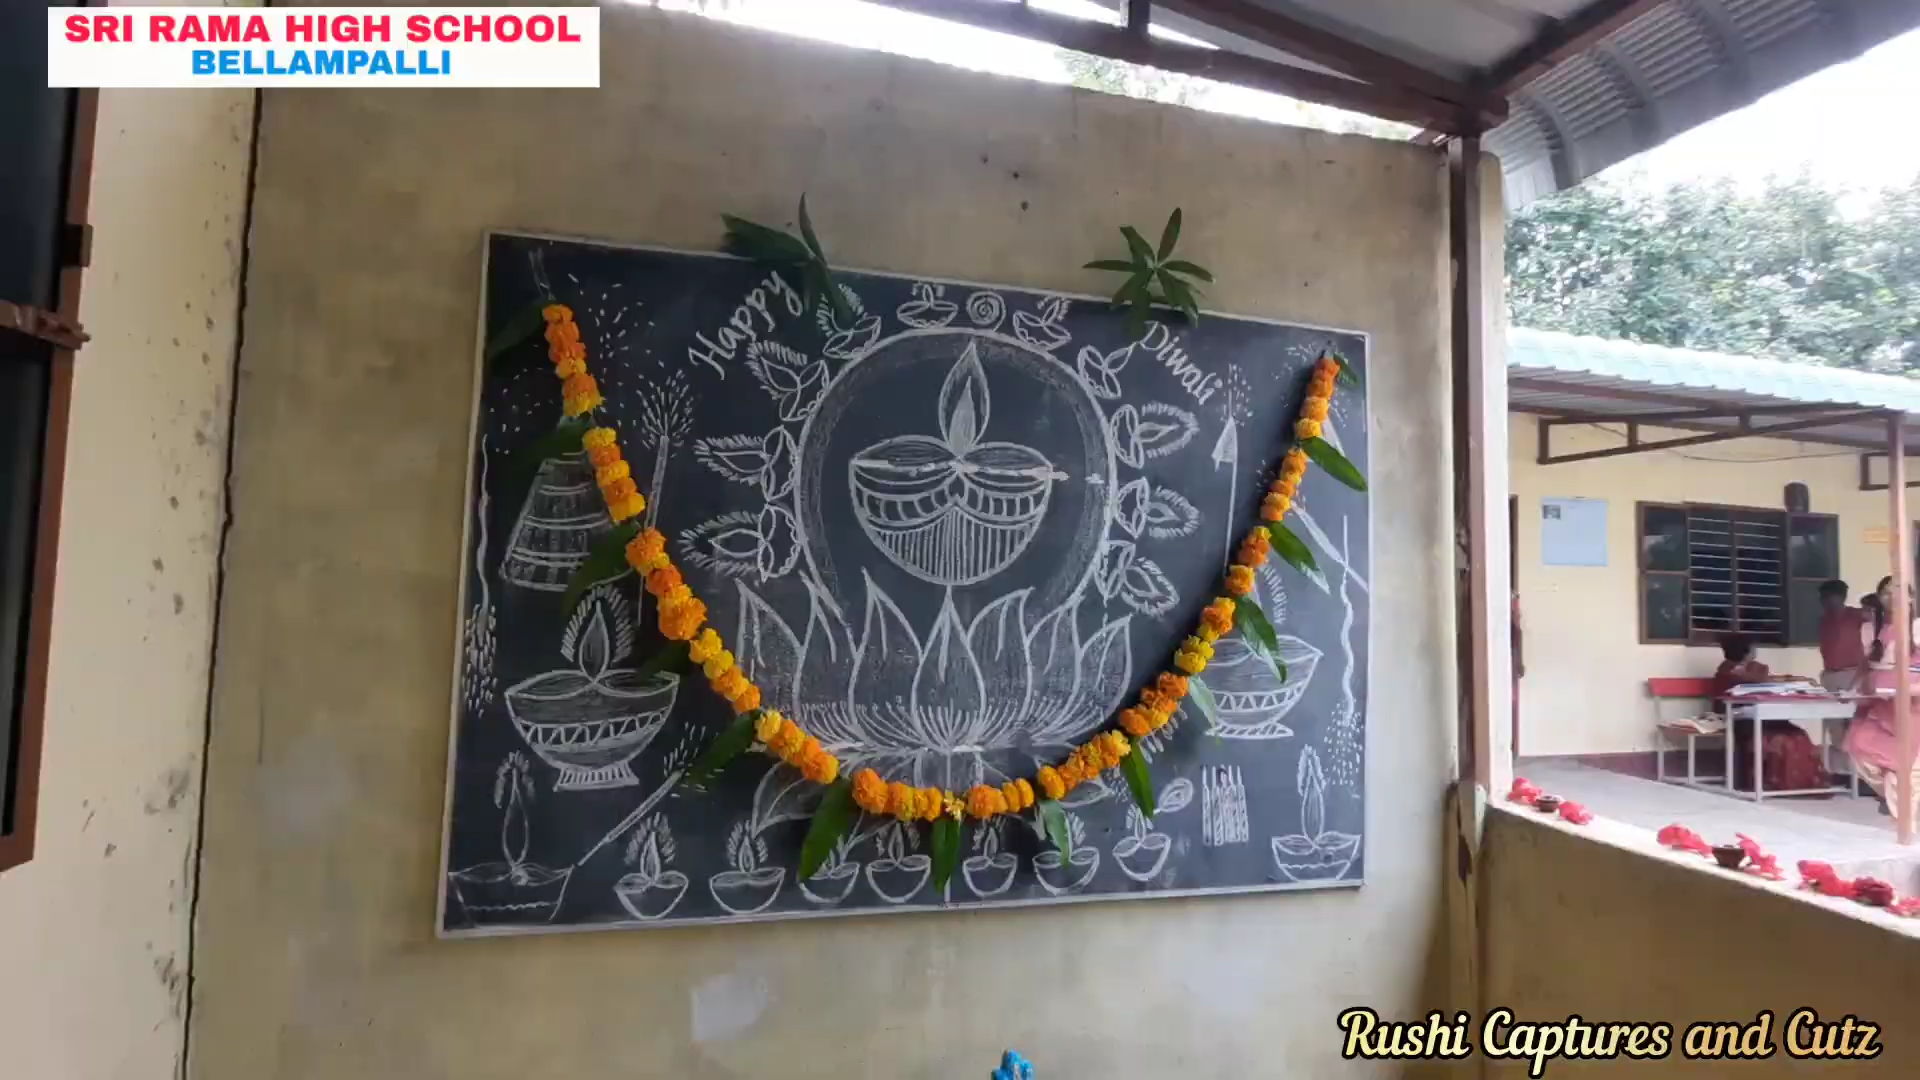 SRI RAMA HIGH SCHOOL
BELLAMPALLI
Happy
Diwali
Rushi Captures and Cutz